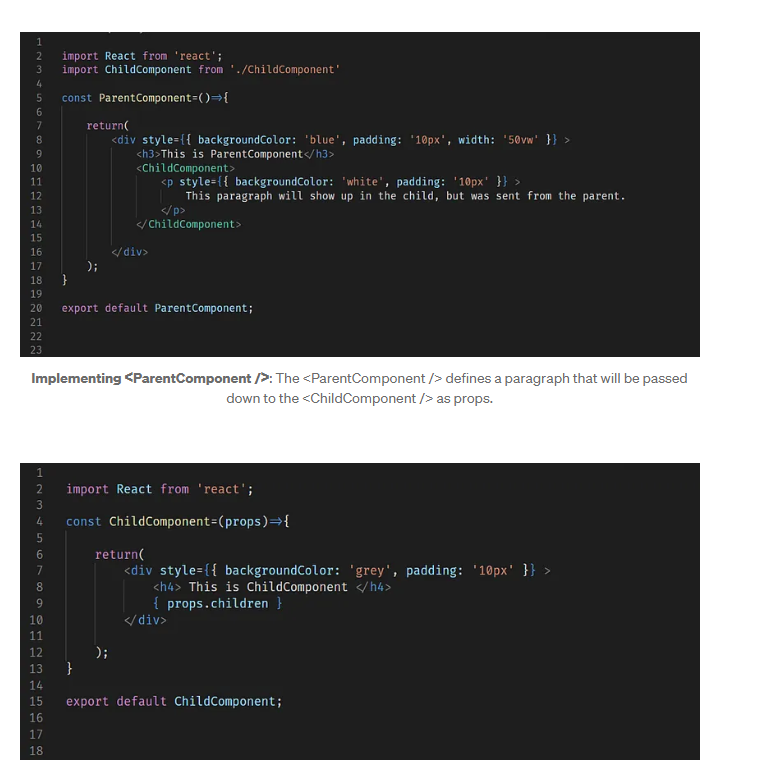 1
2 import React from 'react';
3 import ChildComponent from './ChildComponent'
4
5 const ParentComponent=()=>{
6
7 return(
8 <div style={{ backgroundColor: 'blue', padding: '10px', width: '50vw' }} >
9 <h3>This is ParentComponent</h3>
10 <ChildComponent>
11 <p style={{ backgroundColor: 'white', padding: '10px' }} >
12 This paragraph will show up in the child, but was sent from the parent.
13 </p>
14 </ChildComponent>
15
16 </div>
17 );
18 }
19
20 export default ParentComponent;
21
22
23
Implementing <ParentComponent />: The <ParentComponent /> defines a paragraph that will be passed
down to the <ChildComponent /> as props.
1
2 import React from 'react';
3
4 const ChildComponent=(props)=>{
5
6 return(
7 <div style={{ backgroundColor: 'grey', padding: '10px' }} >
8 <h4> This is ChildComponent </h4>
9 { props.children }
10 </div>
11
12 );
13 }
14
15 export default ChildComponent;
16
17
18